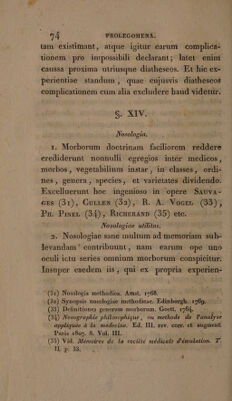 74 PROLEGOMENA.
tam existimant, atque igitur earum complica-
tionem pro impossibili declarant; latet enim
caussa proxima utriusque diatheseos. Et hic ex-
perientiae standum, quae cujusvis diatheseos
complicationem cum alia excludere haud videtur.
§. XIV.
Nosologia.
1. Morborum doctrinam faciliorem reddere
crediderunt nonnulli egregios inter medicos,
morbos, vegetabilium instar, in classes, ordi-
nes, genera, species, et varietates dividendo.
Excelluerunt hoc ingenioso in opere SAUVA-
GES (31), CULLEN (32), R. A. VOGEL (33),
PH. PINEL (34), RICHERAND (35) etc.
Nosologiae utilitas.
2. Nosologiae sane multum ad memoriam sub-
levandam contribuunt, nam earum ope uno
oculi ictu series omnium morborum conspicitur.
Insuper eaedem iis, qui ex propria experien-
(31) Nosologia methodica. Amst. 1768.
(32) Synopsis nosologiae methodicae. Edinburgh. 1769.
(33) Definitiones generum morborum. Goett. 1764.
(34) Nosographie philosophique, ou methode de l'analyse
appliquée à la médecine. Ed. III. rev. corr. et augment.
Paris 1807. 8. Vol. III.
(35) Vid. Mémoires de la société médicale d'émulation. T.
II. p. 33.